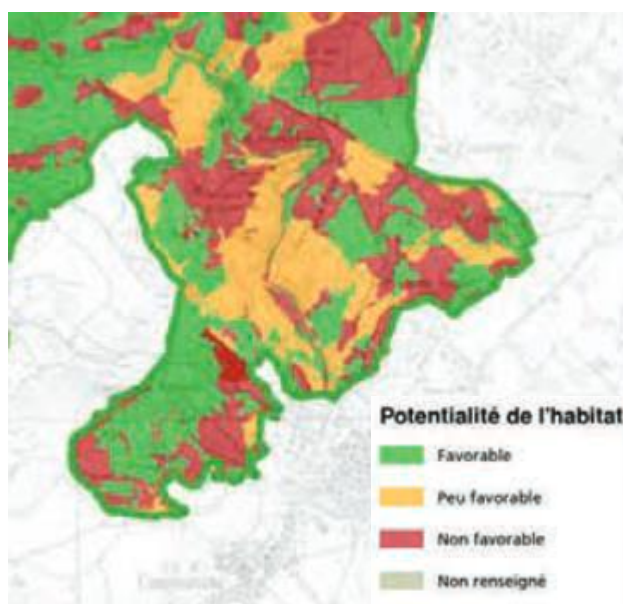 Potentialité de l'habitat
Favorable
Peu favorable
Non favorable
Non renseigné